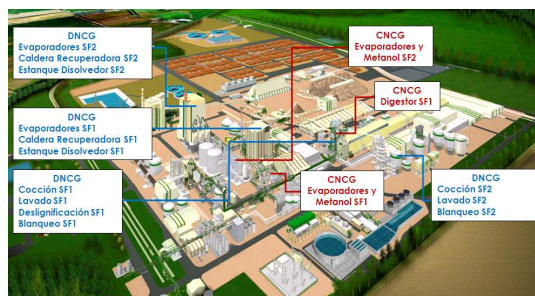 DNCG
Evaporadores SF2
Caldera Recuperadora SF2
Estanque Disolvedor SF2
CNCG
Evaporadores y
Metanol SF2
CNCG
Digestor SF1
DNCG
Evaporadores SF1
Caldera Recuperadora SF1
Estanque Disolvedor SF1
DNCG
Cocción SF1
Lavado SF1
Deslignificación SF1
Blanqueo SF1
CNCG
Evaporadores y
Metanol SF1
DNCG
Cocción SF2
Lavado SF2
Blanqueo SF2